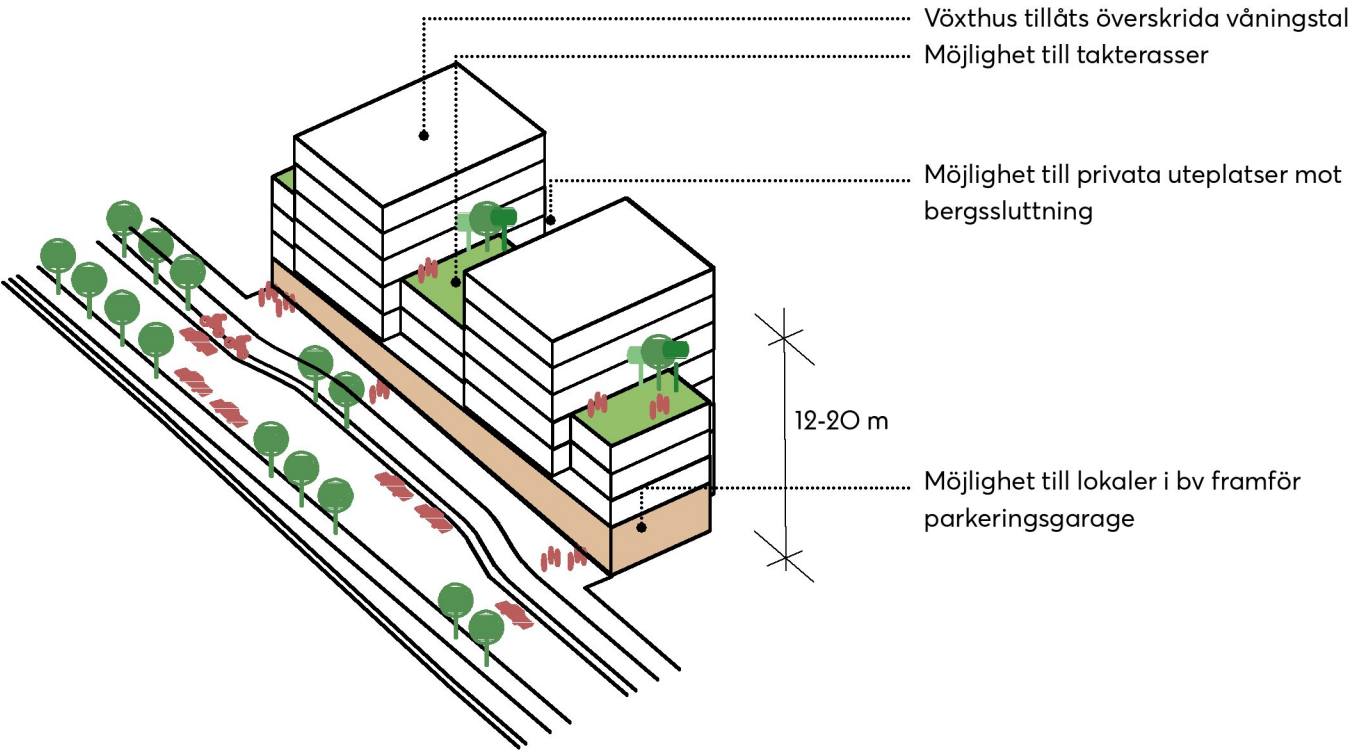 Växthus tillåts överskrida våningstal
Möjlighet till takterasser
Möjlighet till privata uteplatser mot
bergssluttning
12-20 m
Möjlighet till lokaler i bv framför
parkeringsgarage